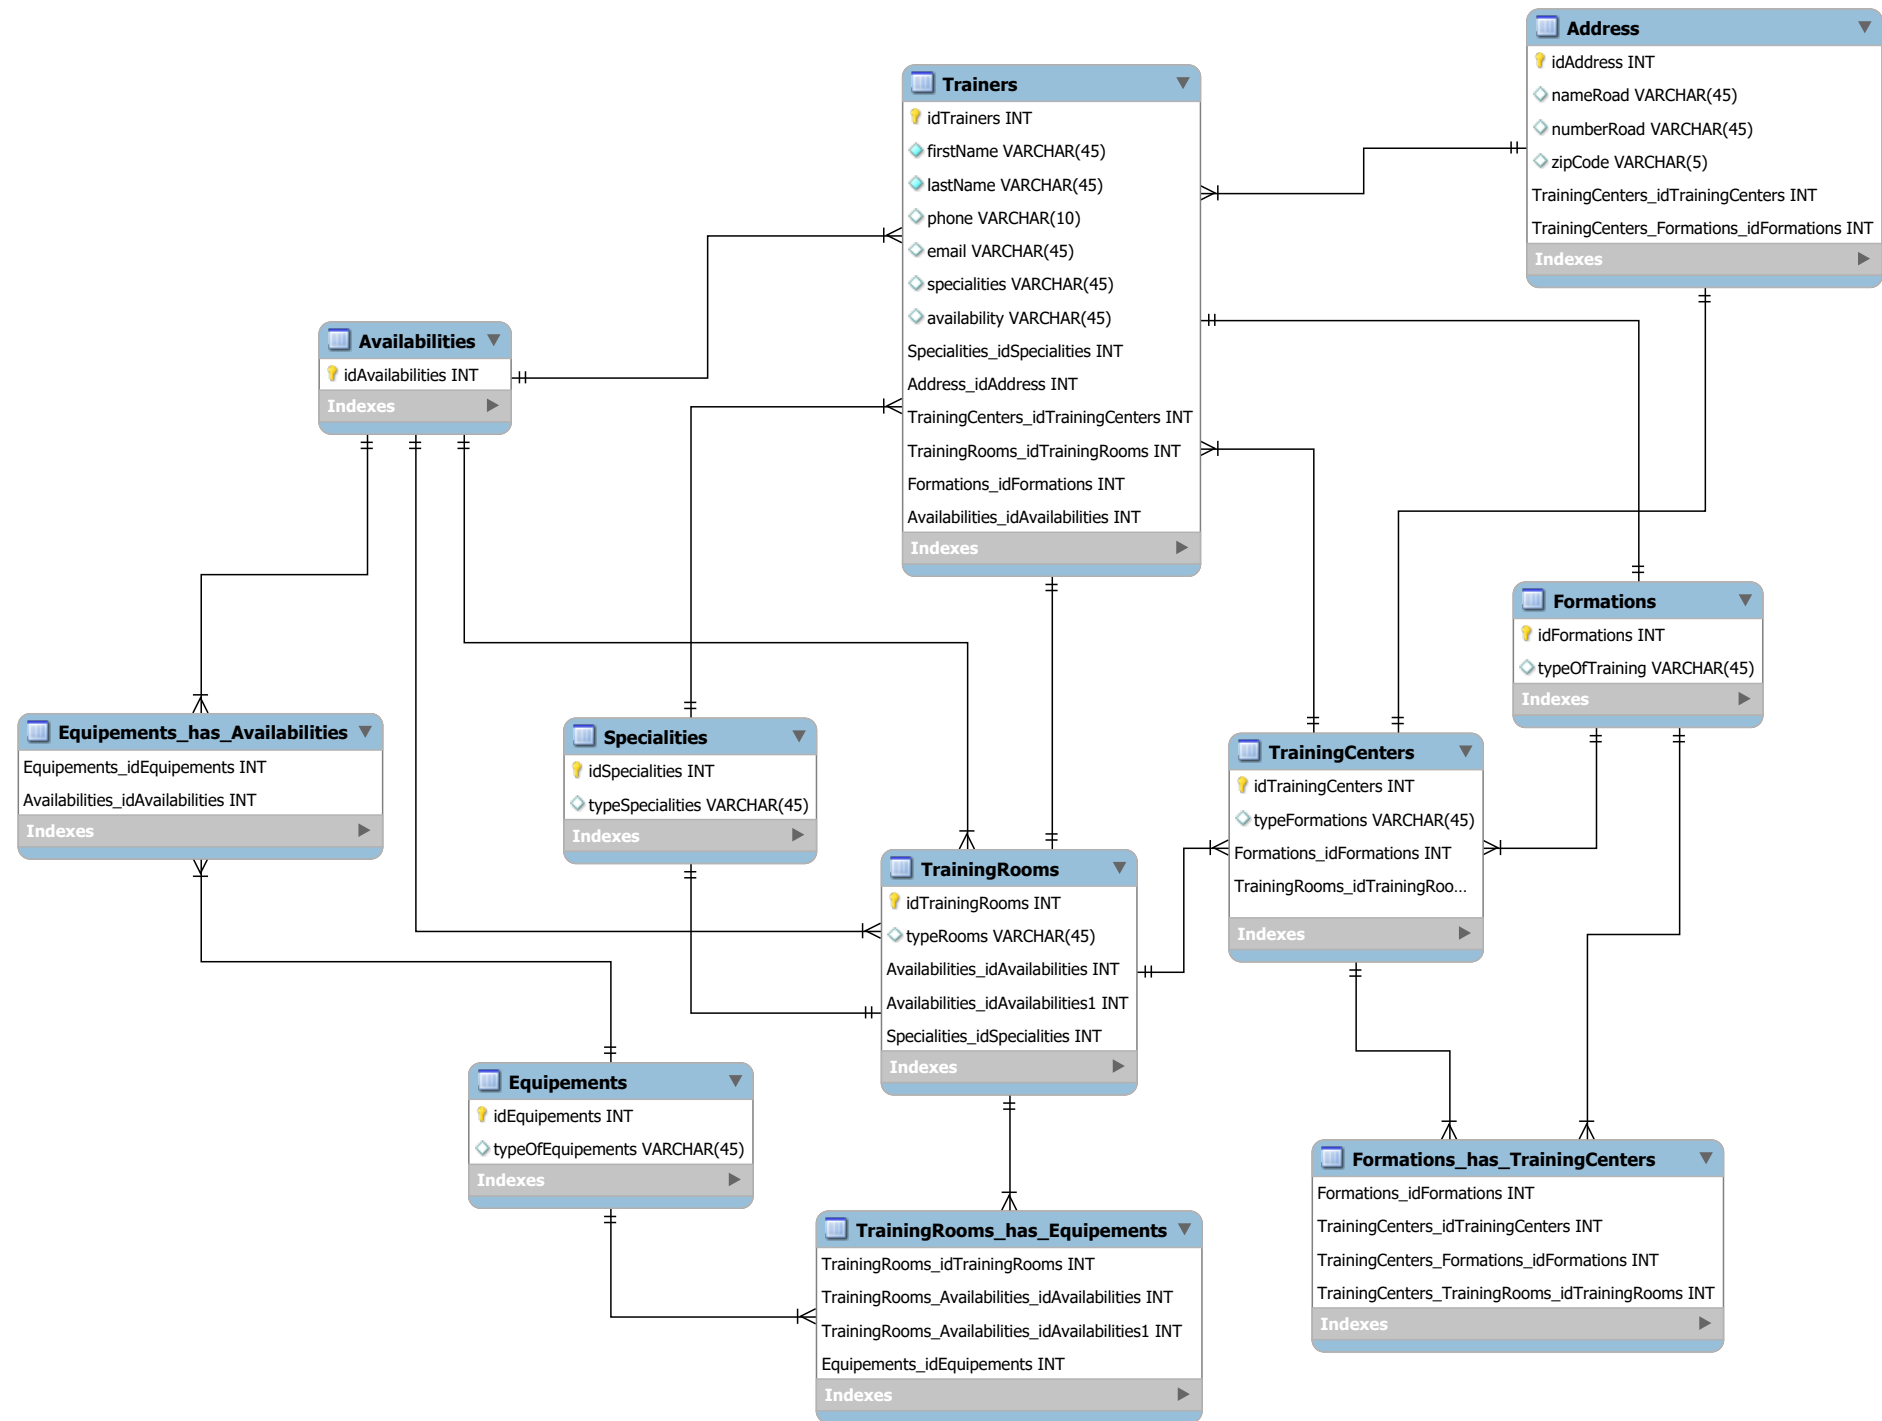 Address
idAddress INT
nameRoad VARCHAR(45)
numberRoad VARCHAR(45)
zipCode VARCHAR(5)
TrainingCenters_idTrainingCenters INT
TrainingCenters_Formations_idFormations INT
Indexes
Trainers
idTrainers INT
firstName VARCHAR(45)
lastName VARCHAR(45)
phone VARCHAR(10)
email VARCHAR(45)
specialities VARCHAR(45)
availability VARCHAR(45)
Specialities_idSpecialities INT
Address_idAddress INT
TrainingCenters_idTrainingCenters INT
TrainingRooms_idTrainingRooms INT
Formations_idFormations INT
Availabilities_idAvailabilities INT
Indexes
Availabilities
idAvailabilities INT
Indexes
Formations
idFormations INT
typeOfTraining VARCHAR(45)
Indexes
Equipements_has_Availabilities
Equipements_idEquipements INT
Availabilities_idAvailabilities INT
Indexes
Specialities
idSpecialities INT
typeSpecialities VARCHAR(45)
Indexes
TrainingCenters
idTrainingCenters INT
typeFormations VARCHAR(45)
Formations_idFormations INT
TrainingRooms_idTrainingRoo...
Indexes
TrainingRooms
idTrainingRooms INT
typeRooms VARCHAR(45)
Availabilities_idAvailabilities INT
Availabilities_idAvailabilities1 INT
Specialities_idSpecialities INT
Indexes
Equipements
idEquipements INT
typeOfEquipements VARCHAR(45)
Indexes
Formations_has_TrainingCenters
Formations_idFormations INT
TrainingCenters_idTrainingCenters INT
TrainingCenters_Formations_idFormations INT
TrainingCenters_TrainingRooms_idTrainingRooms INT
Indexes
TrainingRooms_has_Equipements
TrainingRooms_idTrainingRooms INT
TrainingRooms_Availabilities_idAvailabilities INT
TrainingRooms_Availabilities_idAvailabilities1 INT
Equipements_idEquipements INT
Indexes